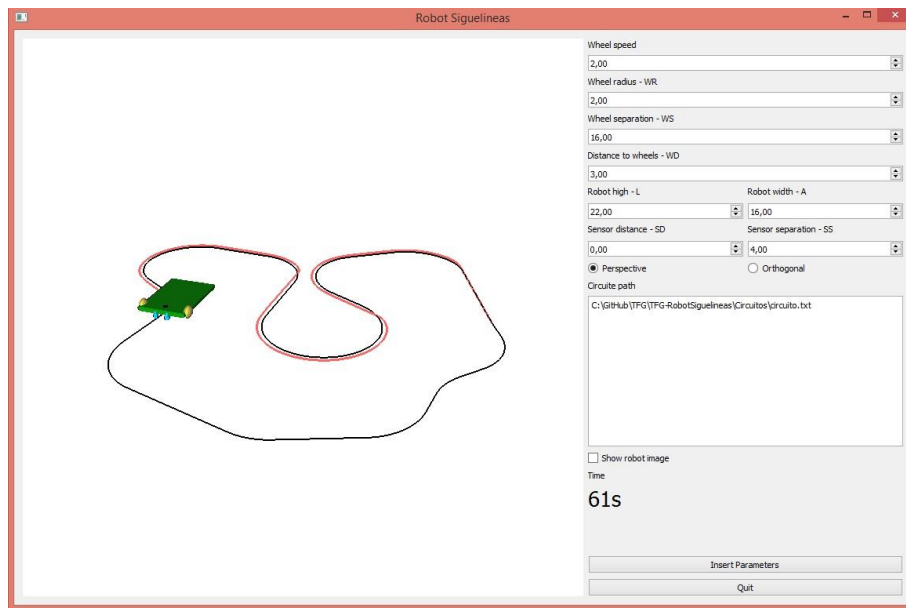 Robot Siguelineas
Wheel speed
2,00
Wheel radius - WR
2,00
Wheel separation - WS
16,00
Distance to wheels - WD
3,00
Robot high - L Robot width - A
22,00 16,00
Sensor distance - SD Sensor separation - SS
0,00 4,00
Perspective Orthogonal
Circuite path
C:\GitHub\TFG\TFG-RobotSiguelineas\Circuitos\circuito.txt
Show robot image
Time
61s
Insert Parameters
Quit